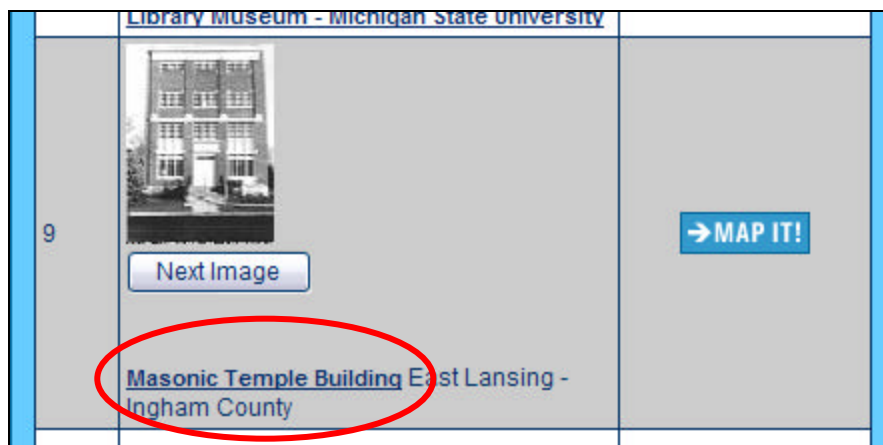 Library Museum - Michigan State University
9
Next Image
MAP IT!
Masonic Temple Building East Lansing -
Ingham County